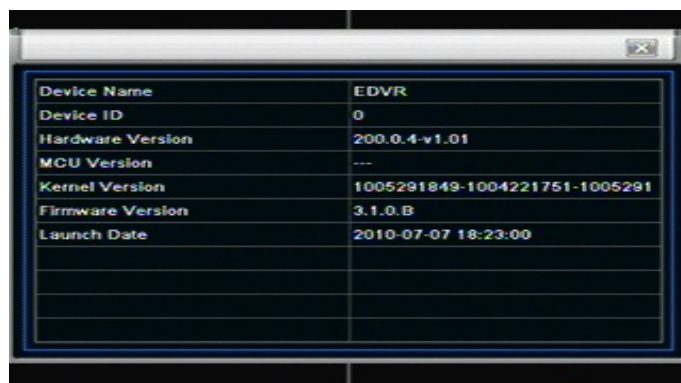 Device Name EDVR
Device ID 0
Hardware Version 200.0.4-v1.01
MCU Version ---
Kernel Version 1005291849-1004221751-1005291
Firmware Version 3.1.0.B
Launch Date 2010-07-07 18:23:00